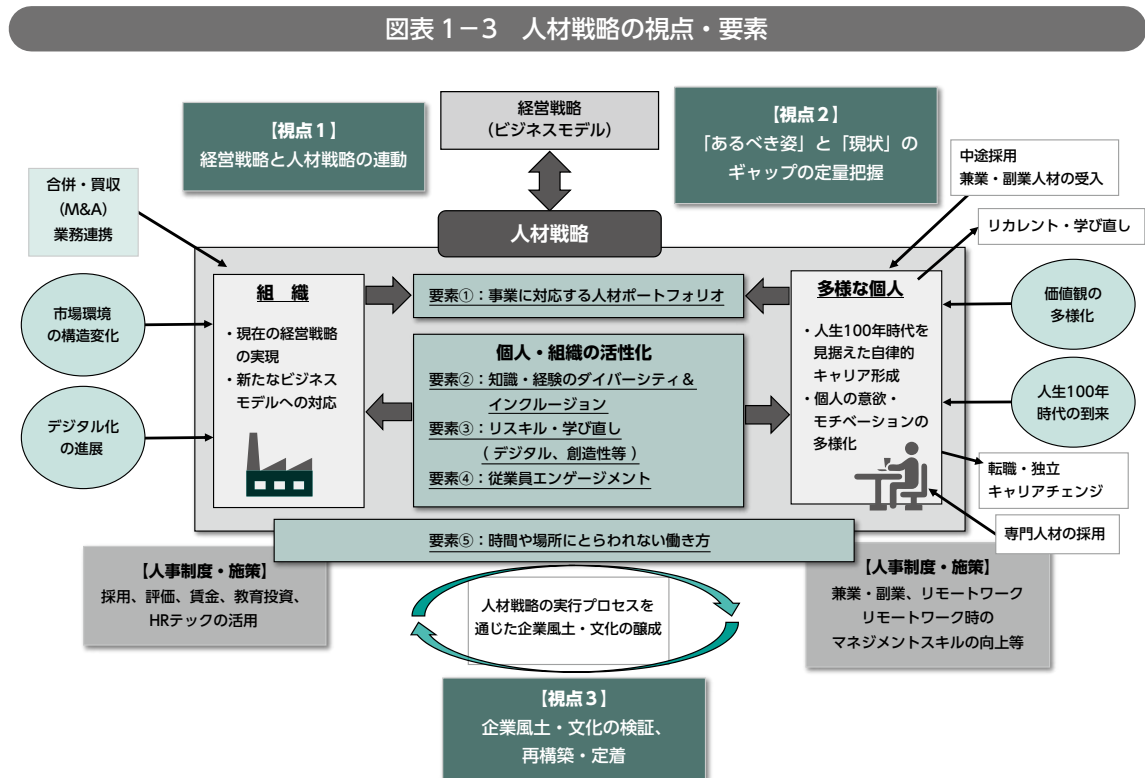 図表 1－3　人材戦略の視点・要素
【視点１】
経営戦略と人材戦略の連動
経営戦略
（ビジネスモデル）
【視点２】
「あるべき姿」と「現状」の
ギャップの定量把握
合併・買収
(M&A)
業務連携
中途採用
兼業・副業人材の受入
リカレント・学び直し
人材戦略
市場環境
の構造変化
デジタル化
の進展
組　織
・現在の経営戦略
の実現
・新たなビジネス
モデルへの対応
要素①：事業に対応する人材ポートフォリオ
個人・組織の活性化
要素②：知識・経験のダイバーシティ＆
インクルージョン
要素③：リスキル・学び直し
（デジタル、創造性等）
要素④：従業員エンゲージメント
多様な個人
・人生100年時代を
見据えた自律的
キャリア形成
・個人の意欲・
モチベーションの
多様化
価値観の
多様化
人生100年
時代の到来
転職・独立
キャリアチェンジ
専門人材の採用
要素⑤：時間や場所にとらわれない働き方
【人事制度・施策】
採用、評価、賃金、教育投資、
HRテックの活用
人材戦略の実行プロセスを
通じた企業風土・文化の醸成
【人事制度・施策】
兼業・副業、リモートワーク
リモートワーク時の
マネジメントスキルの向上等
【視点３】
企業風土・文化の検証、
再構築・定着